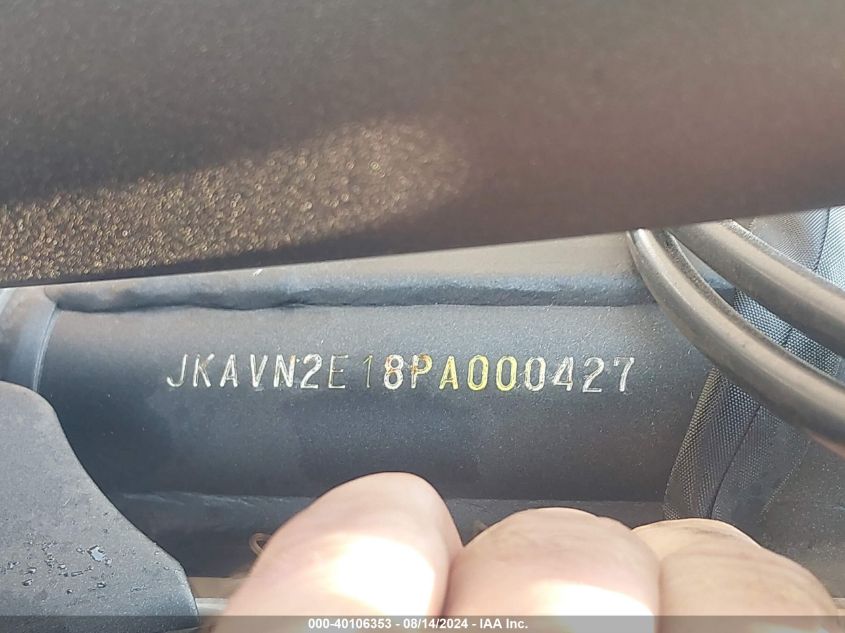 JKAVN2E18PA000427
000-40106353 - 08/14/2024 - IAA Inc.